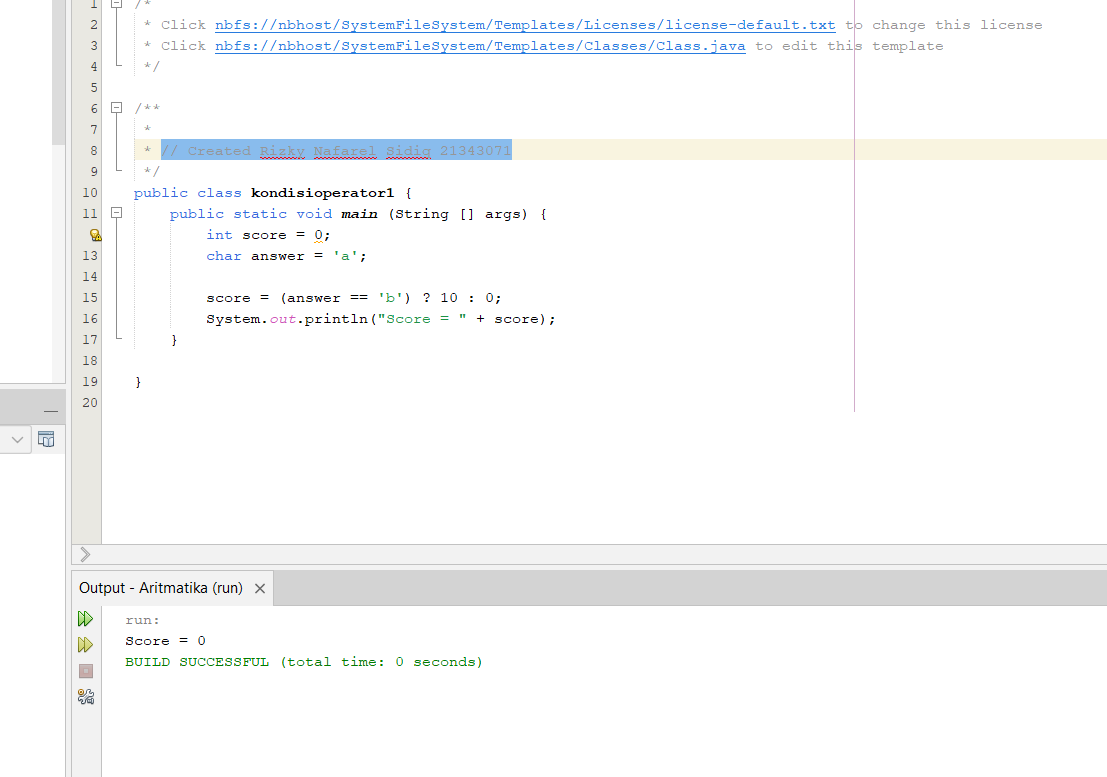 1 /*
2 * Click nbfs://nbhost/SystemFileSystem/Templates/Licenses/license-default.txt to change this license
3 * Click nbfs://nbhost/SystemFileSystem/Templates/Classes/Class.java to edit this template
4 */
5
6 /**
7 *
8 * // Created Rizky Nafarel Sidiq 21343071
9 */
10 public class kondisioperator1 {
11 public static void main (String [] args) {
int score = 0;
13 char answer = 'a';
14
15 score = (answer == 'b') ? 10 : 0;
16 System.out.println("Score = " + score);
17 }
18
19 }
20
Output - Aritmatika (run)
run:
Score = 0
BUILD SUCCESSFUL (total time: 0 seconds)